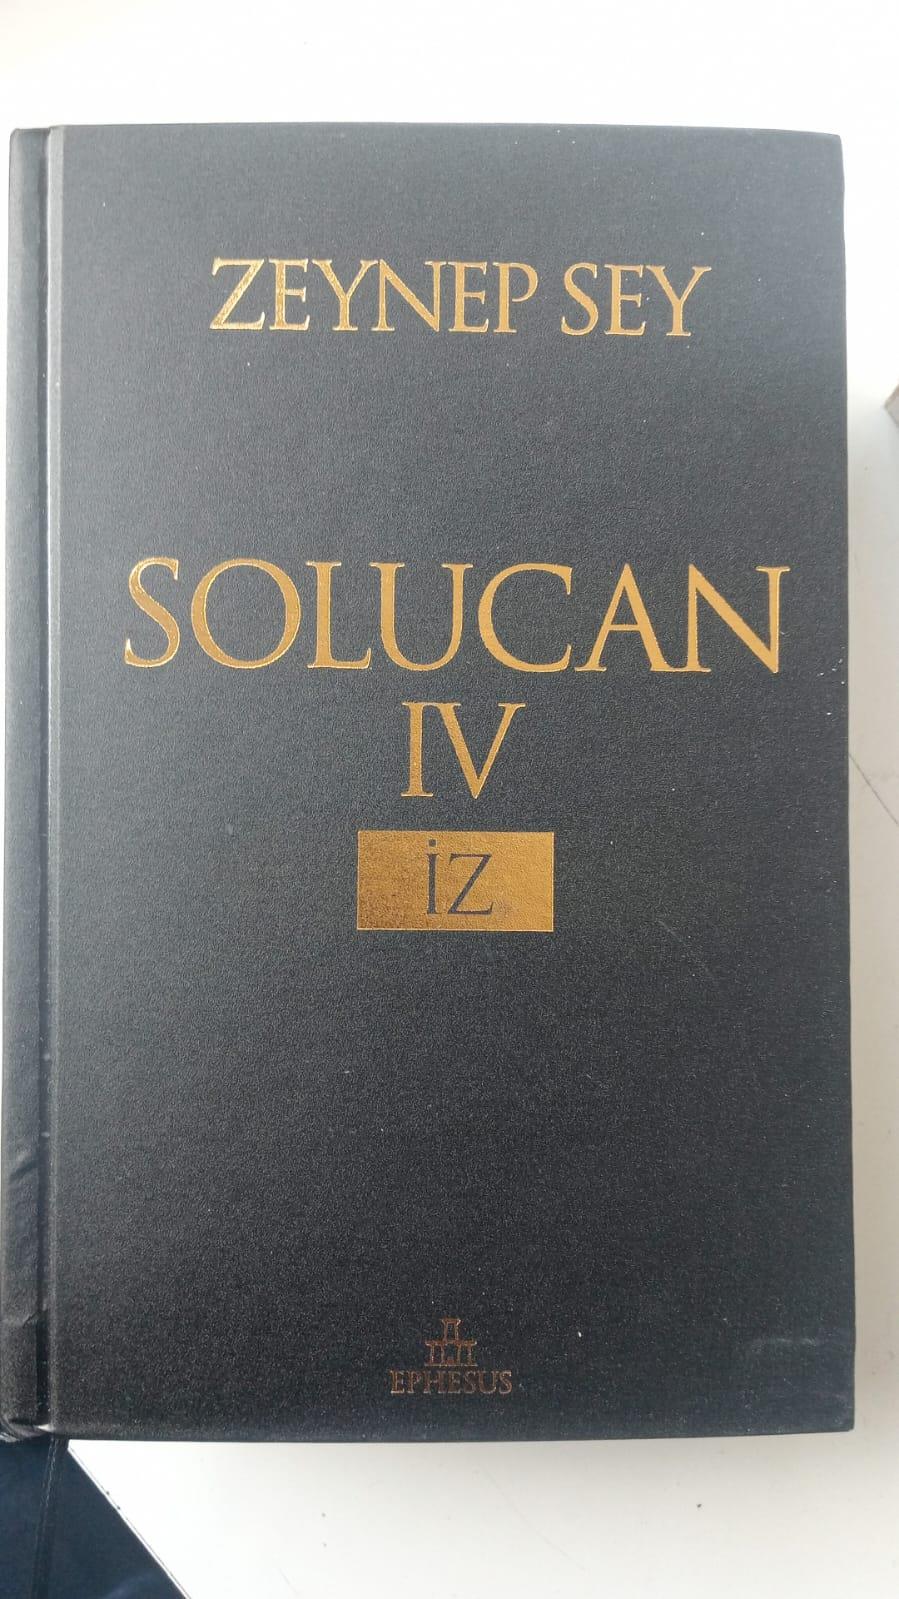 ZEYNEP SEY
SOLUCAN
IV
İZ
EPHESUS